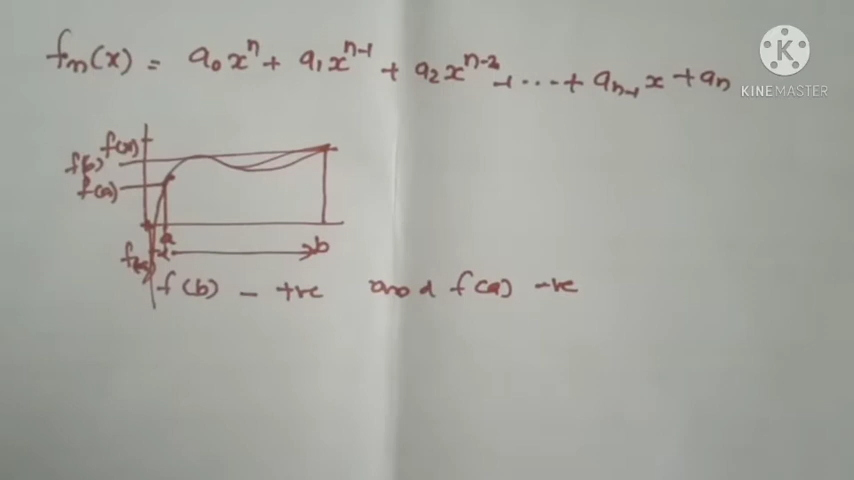 fn(x) = a₀xⁿ + a₁xⁿ⁻¹ + a₂xⁿ⁻² + ... + aₙ₋₁x + aₙ
KINEMASTER
f(x)
f(b)
f(a)
a
b
f(b) - +ve and f(a) -ve